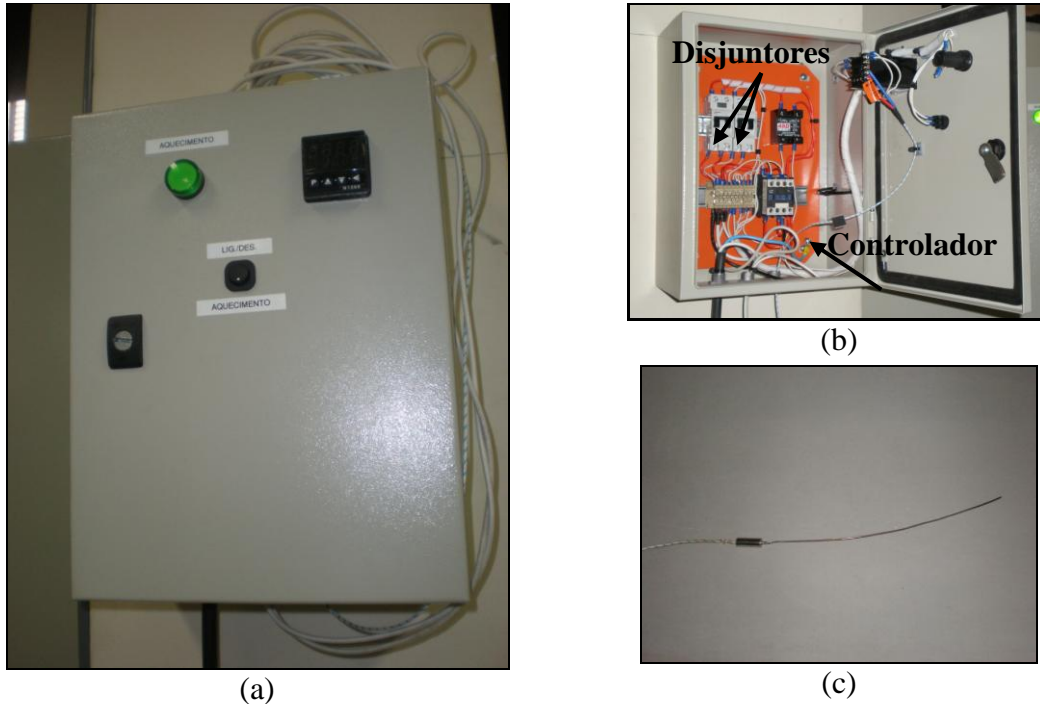 AQUECIMENTO
LIG./DES.
AQUECIMENTO
(a)
Disjuntores
Controlador
(b)
(c)